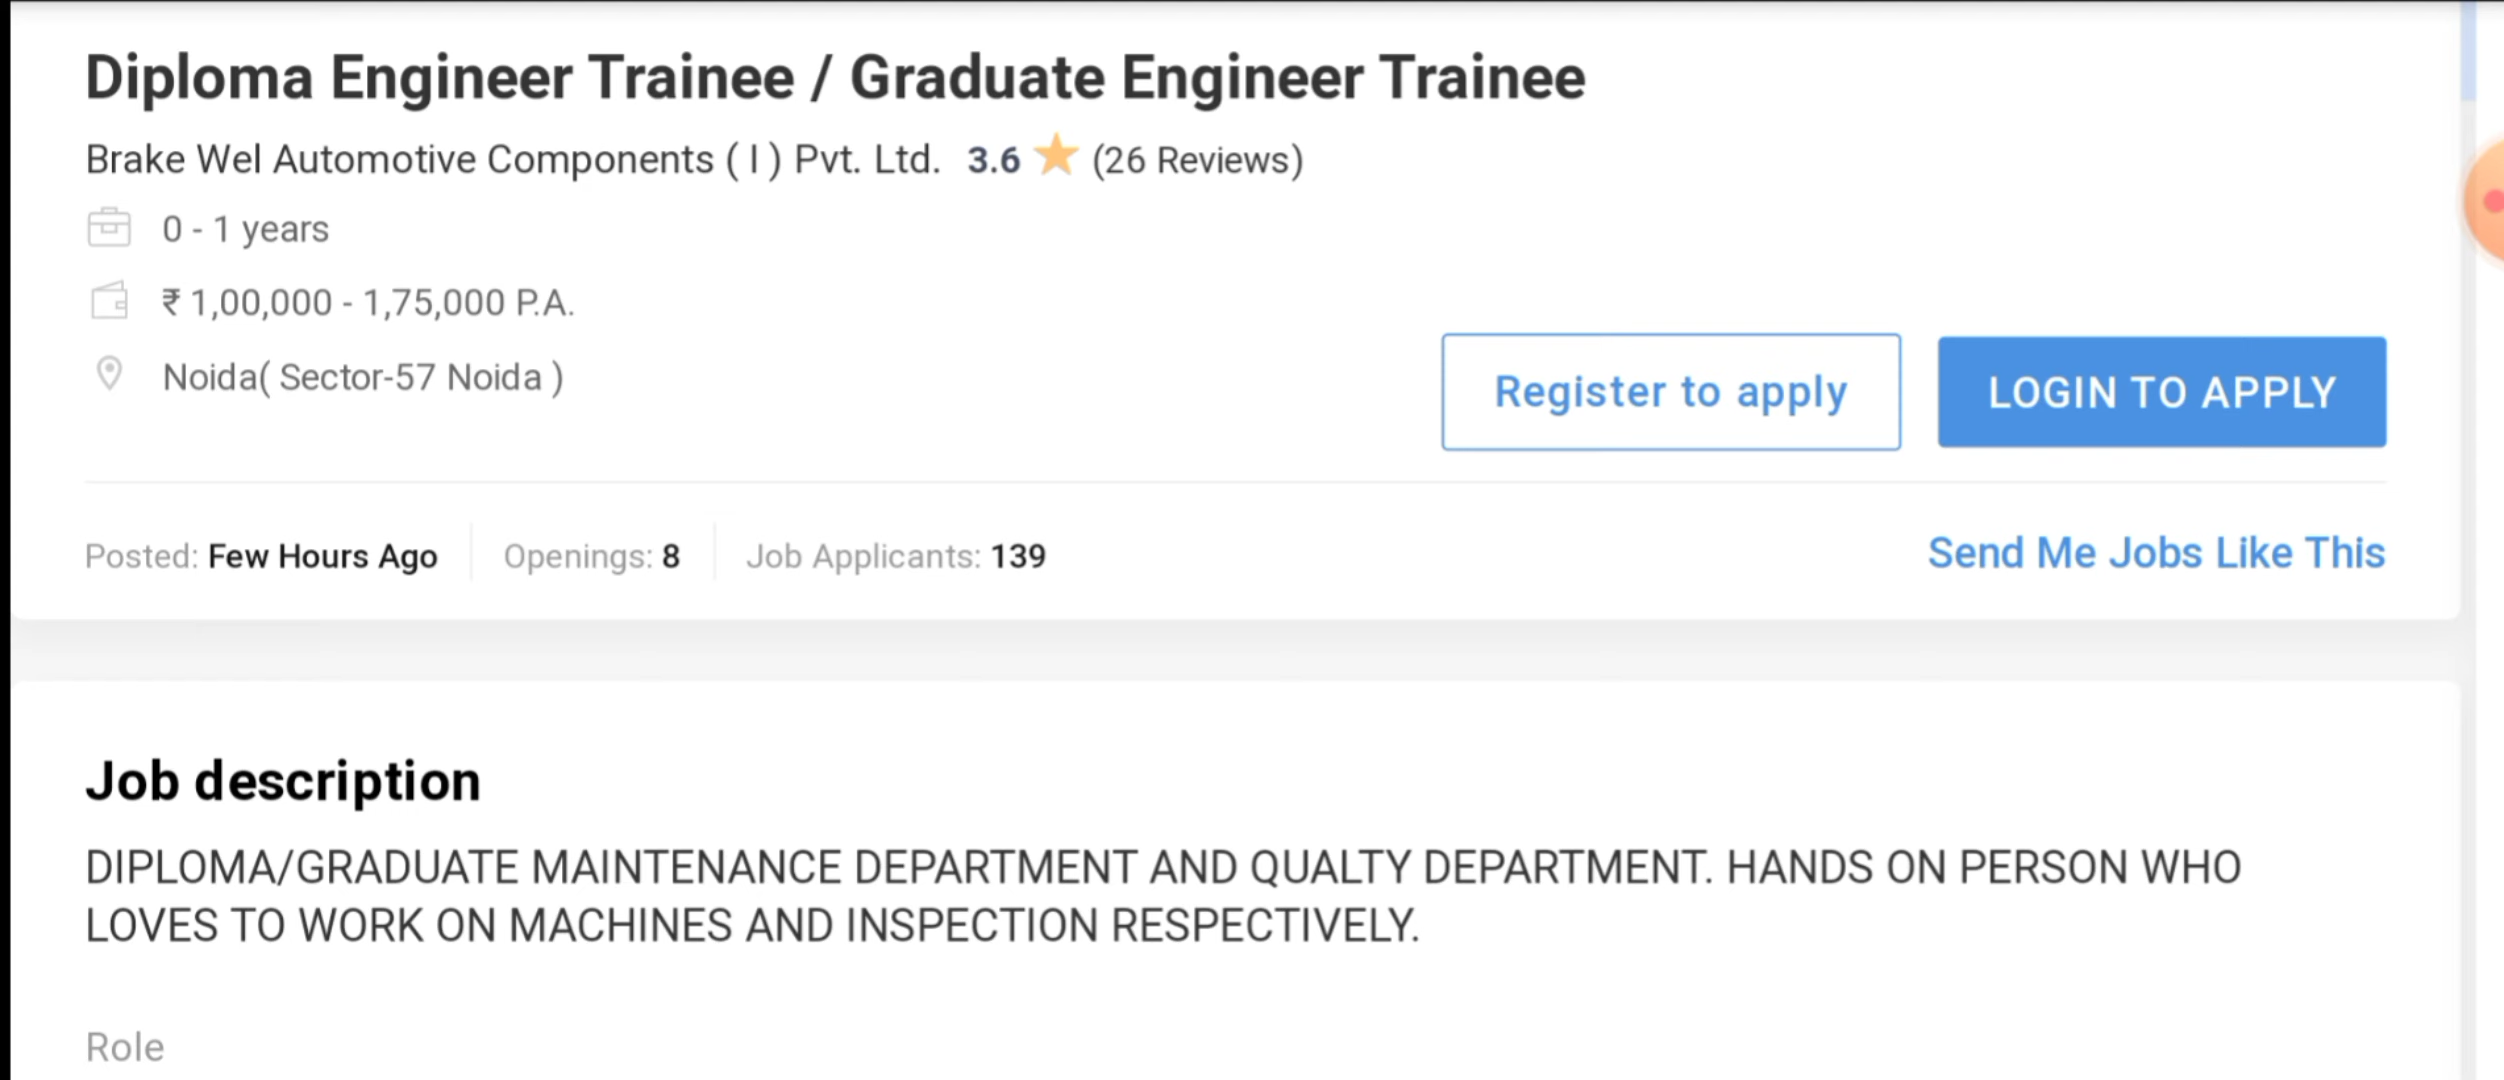 Diploma Engineer Trainee / Graduate Engineer Trainee
Brake Wel Automotive Components ( I ) Pvt. Ltd. 3.6 (26 Reviews)
0 - 1 years
₹ 1,00,000 - 1,75,000 P.A.
Noida( Sector-57 Noida )
Register to apply LOGIN TO APPLY
Posted: Few Hours Ago Openings: 8 Job Applicants: 139 Send Me Jobs Like This
Job description
DIPLOMA/GRADUATE MAINTENANCE DEPARTMENT AND QUALTY DEPARTMENT. HANDS ON PERSON WHO
LOVES TO WORK ON MACHINES AND INSPECTION RESPECTIVELY.
Role